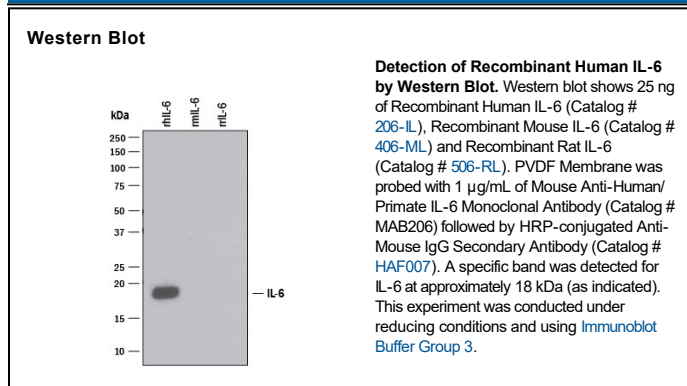 Western Blot
kDa
rhIL-6
rmIL-6
rrIL-6
250
150
100
75
50
37
25
20
15
10
IL-6
Detection of Recombinant Human IL-6
by Western Blot. Western blot shows 25 ng
of Recombinant Human IL-6 (Catalog #
206-IL), Recombinant Mouse IL-6 (Catalog #
406-ML) and Recombinant Rat IL-6
(Catalog # 506-RL). PVDF Membrane was
probed with 1 µg/mL of Mouse Anti-Human/
Primate IL-6 Monoclonal Antibody (Catalog #
MAB206) followed by HRP-conjugated Anti-
Mouse IgG Secondary Antibody (Catalog #
HAF007). A specific band was detected for
IL-6 at approximately 18 kDa (as indicated).
This experiment was conducted under
reducing conditions and using Immunoblot
Buffer Group 3.